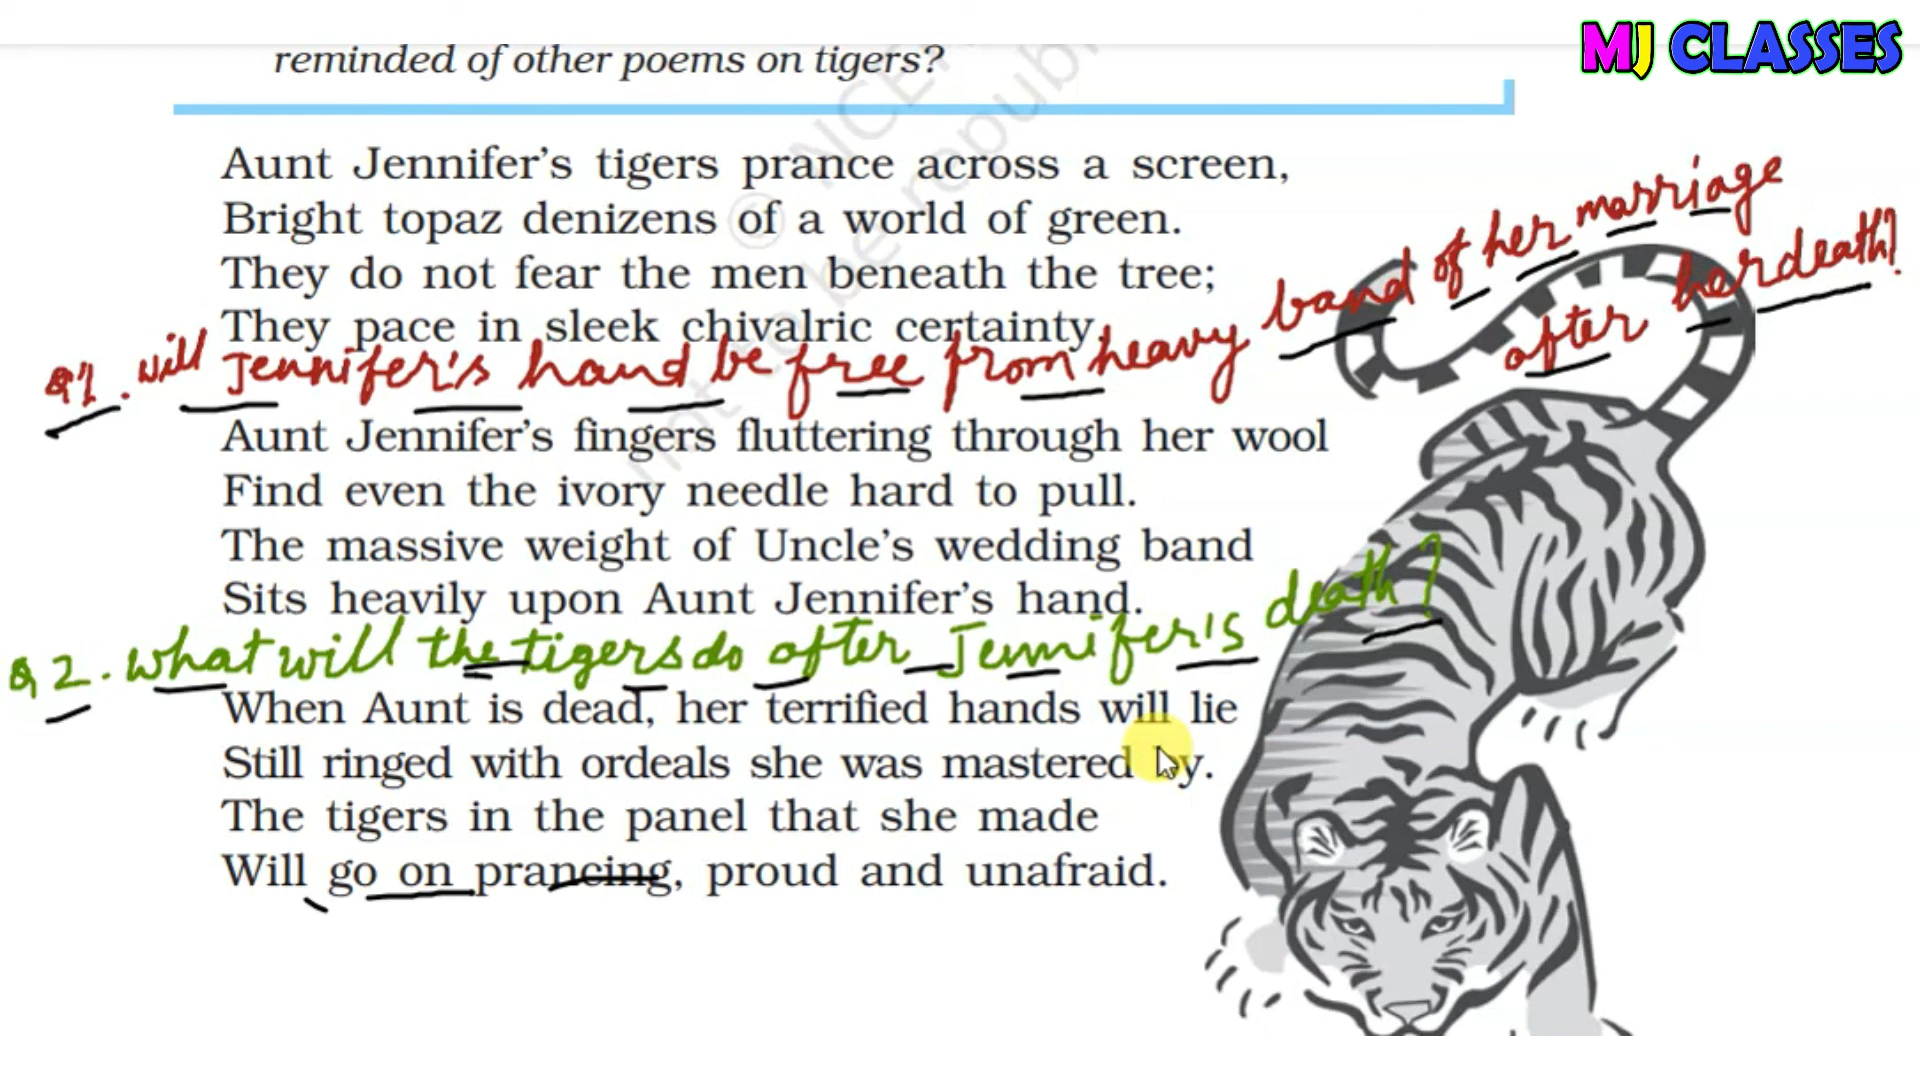 MJ CLASSES
reminded of other poems on tigers?
Aunt Jennifer's tigers prance across a screen,
Bright topaz denizens of a world of green.
They do not fear the men beneath the tree;
They pace in sleek chivalric certainty.
Q1. will Jennifer's hand be free from heavy band of her marriage
after her death?
Aunt Jennifer's fingers fluttering through her wool
Find even the ivory needle hard to pull.
The massive weight of Uncle's wedding band
Sits heavily upon Aunt Jennifer's hand.
Q2. what will the tigers do after Jennifer's death?
When Aunt is dead, her terrified hands will lie
Still ringed with ordeals she was mastered by.
The tigers in the panel that she made
Will go on prancing, proud and unafraid.
© NCERT
not to be republi